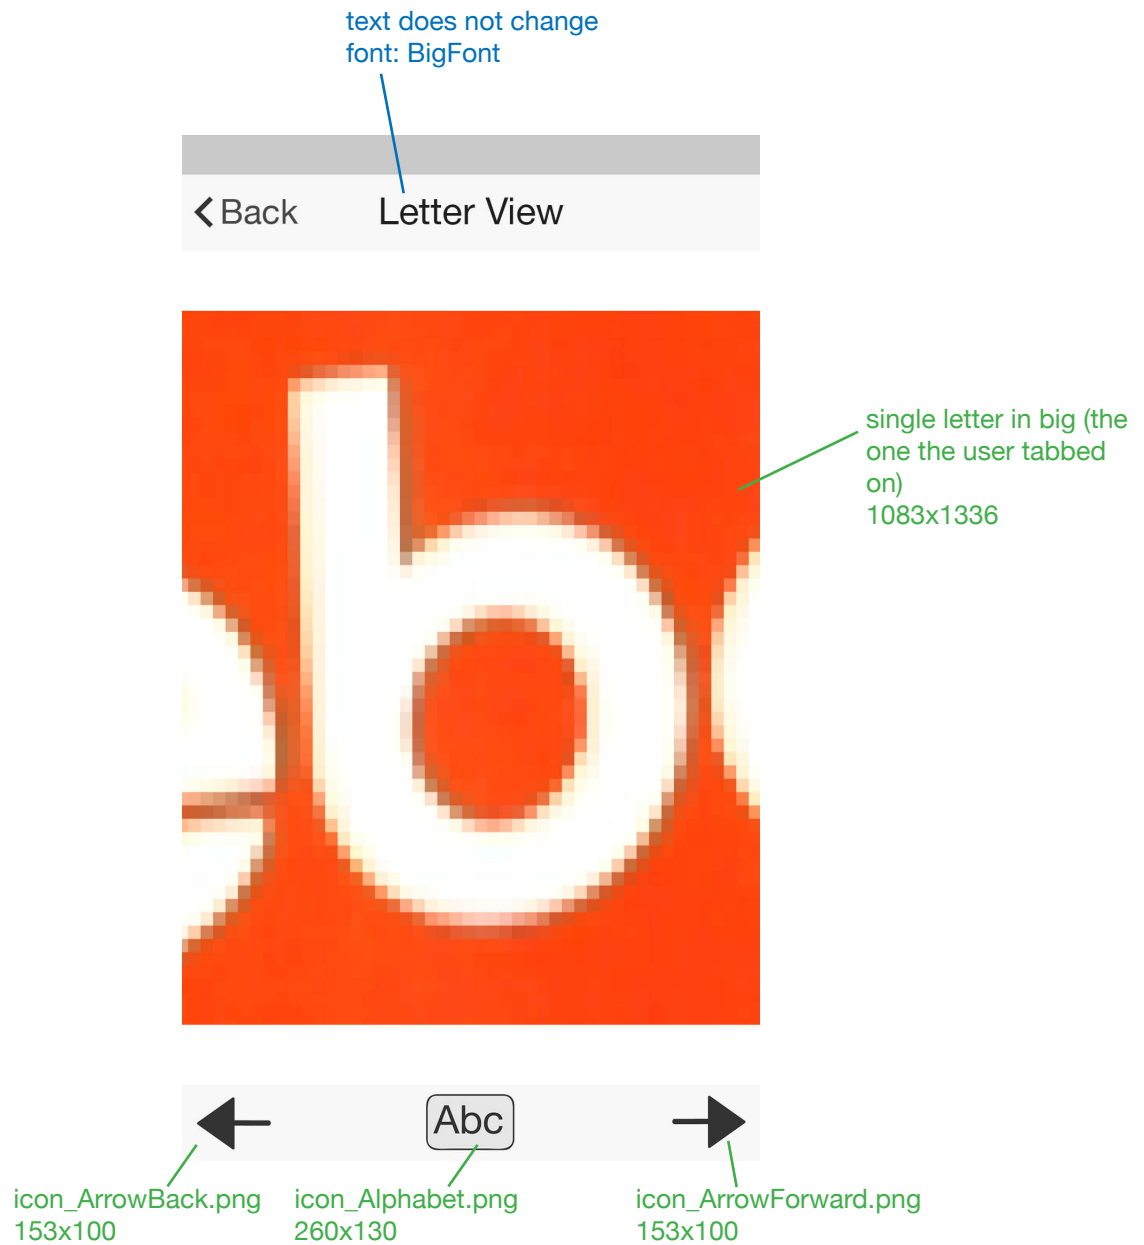 text does not change
font: BigFont
Back
Letter View
b
single letter in big (the
one the user tabbed
on)
1083x1336
Abc
icon_ArrowBack.png
153x100
icon_Alphabet.png
260x130
icon_ArrowForward.png
153x100